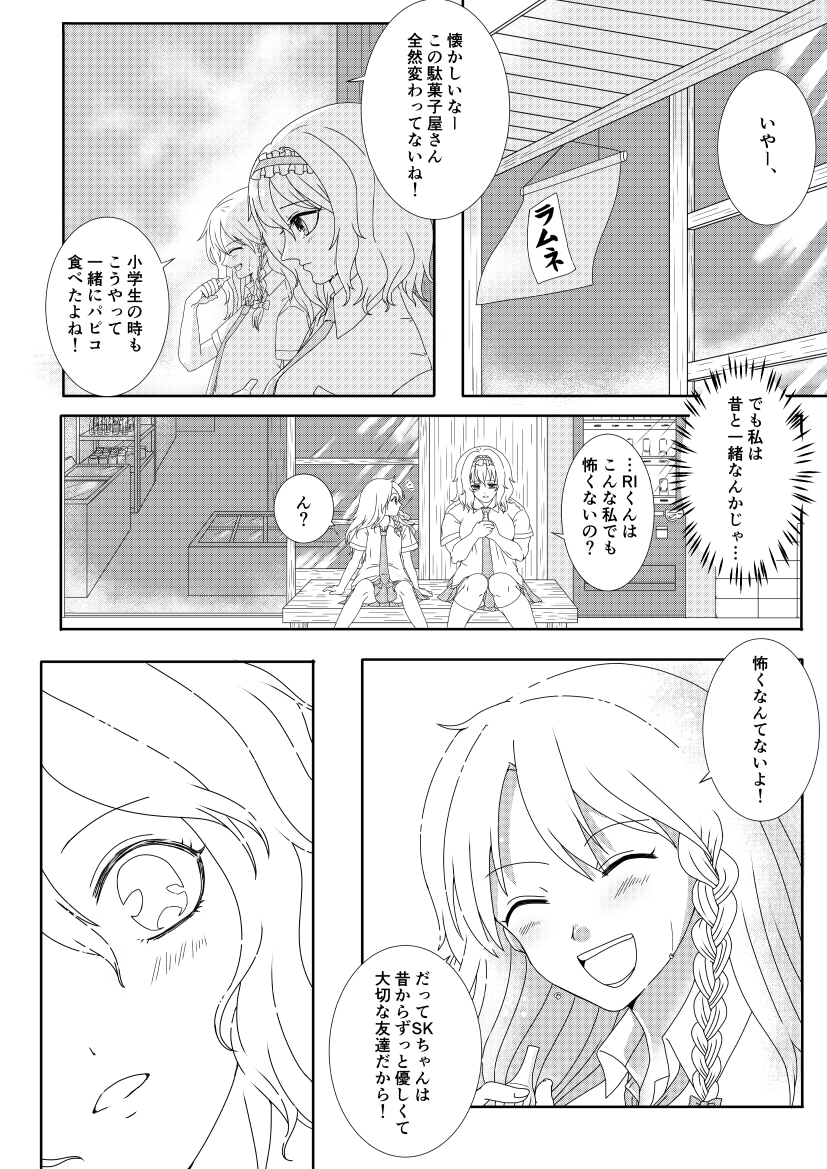 いやー、
ラムネ
懐かしいなー
この駄菓子屋さん
全然変わってないね！
小学生の時も
こうやって
一緒にパピコ
食べたよね！
でも私は
昔と一緒なんかじゃ…
…RIくんは
こんな私でも
怖くないの？
ん？
怖くなんてないよ！
だってSKちゃんは
昔からずっと優しくて
大切な友達だから！